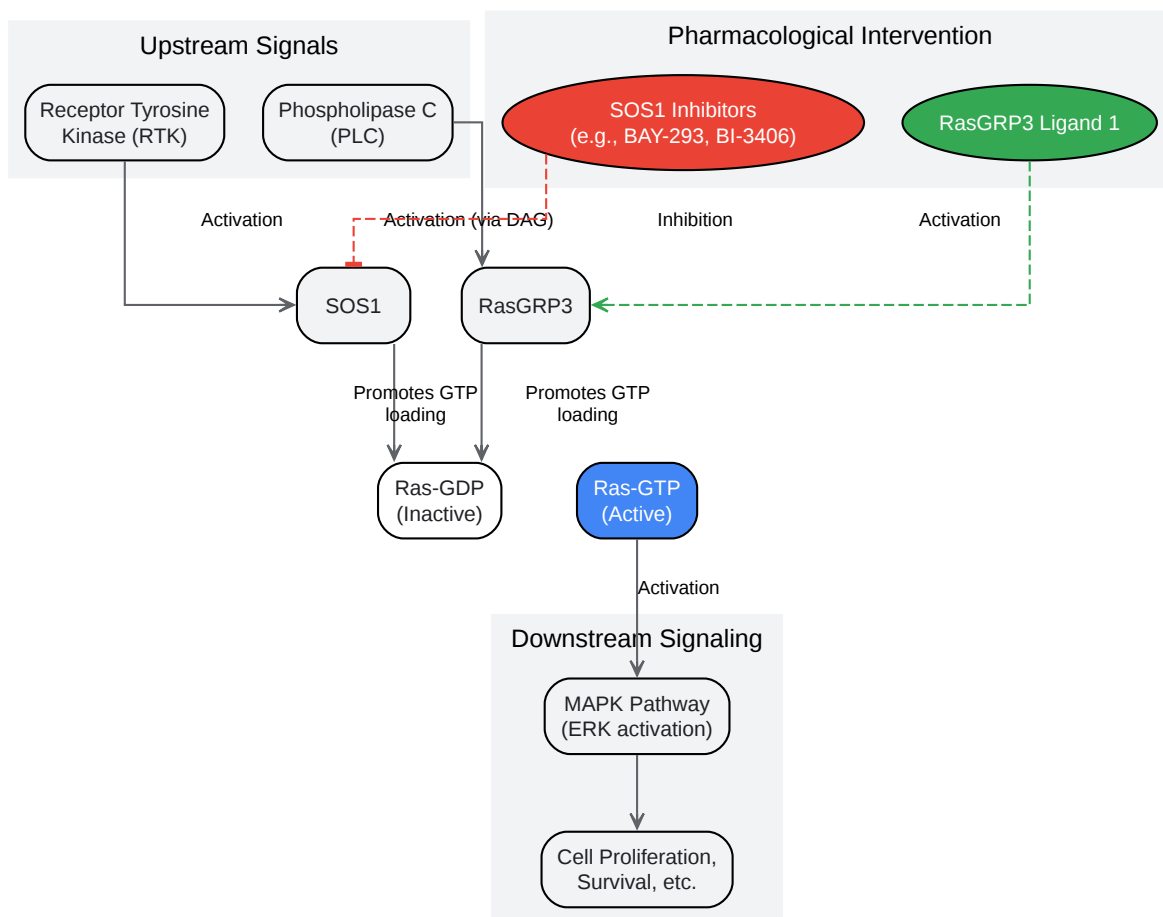 Upstream Signals
Pharmacological Intervention
Receptor Tyrosine
Kinase (RTK)
Phospholipase C
(PLC)
SOS1 Inhibitors
(e.g., BAY-293, BI-3406)
RasGRP3 Ligand 1
Activation
Activation (via DAG)
Inhibition
Activation
SOS1
RasGRP3
Promotes GTP
loading
Promotes GTP
loading
Ras-GDP
(Inactive)
Ras-GTP
(Active)
Activation
Downstream Signaling
MAPK Pathway
(ERK activation)
Cell Proliferation,
Survival, etc.